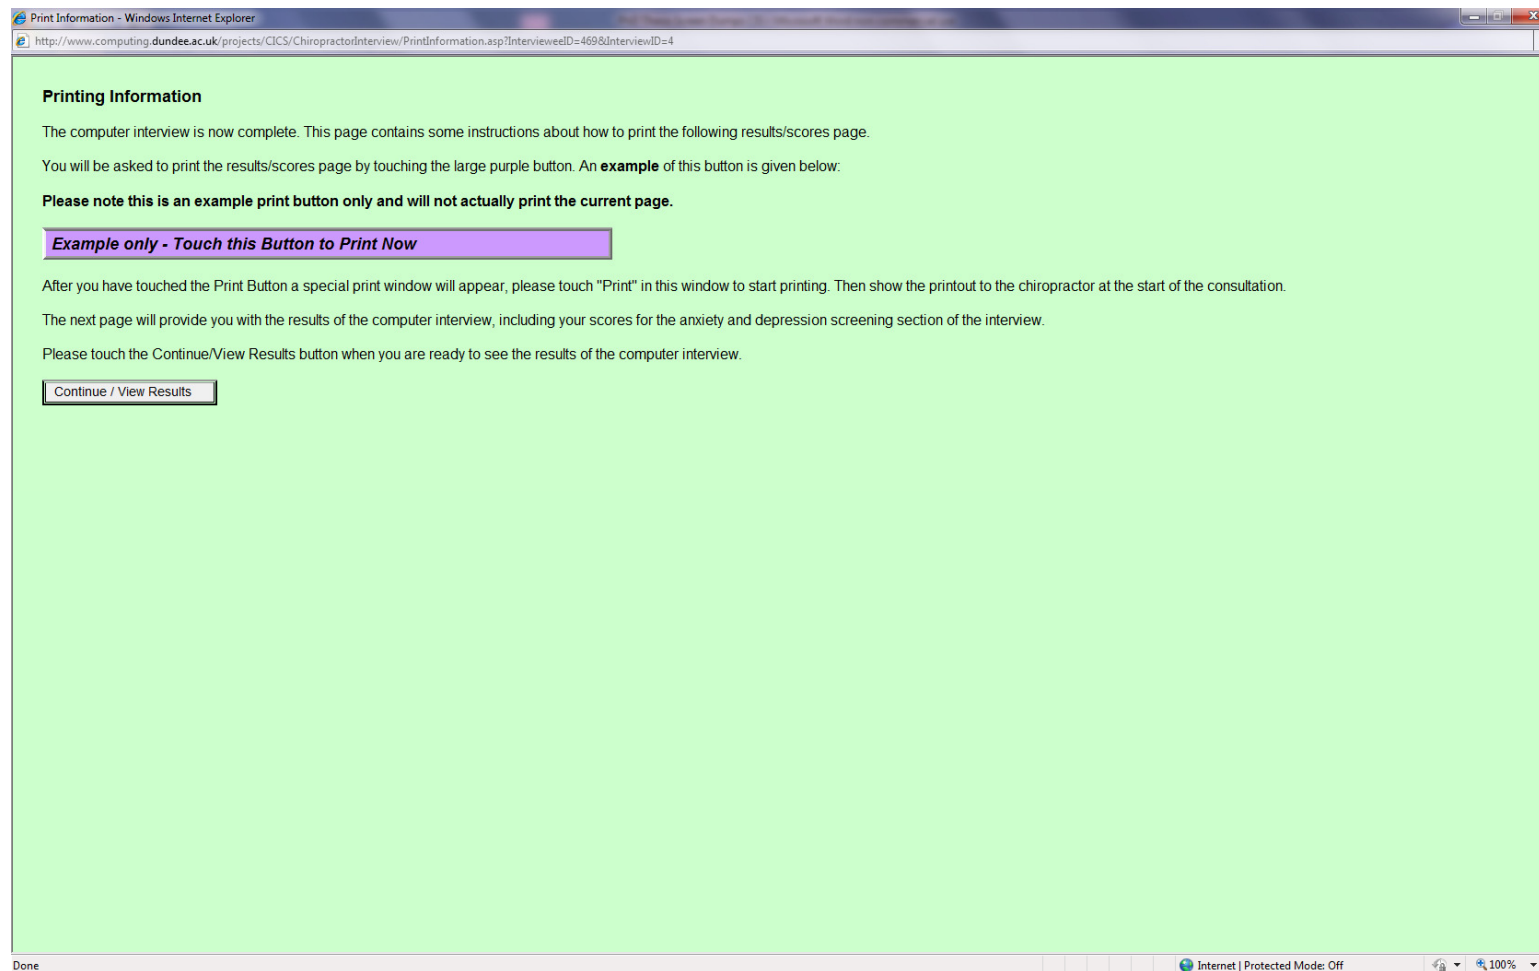 Print Information - Windows Internet Explorer
http://www.computing.dundee.ac.uk/projects/CICS/ChiropractorInterview/PrintInformation.asp?IntervieweeID=469&InterviewID=4
Printing Information
The computer interview is now complete. This page contains some instructions about how to print the following results/scores page.
You will be asked to print the results/scores page by touching the large purple button. An example of this button is given below:
Please note this is an example print button only and will not actually print the current page.
Example only - Touch this Button to Print Now
After you have touched the Print Button a special print window will appear, please touch "Print" in this window to start printing. Then show the printout to the chiropractor at the start of the consultation.
The next page will provide you with the results of the computer interview, including your scores for the anxiety and depression screening section of the interview.
Please touch the Continue/View Results button when you are ready to see the results of the computer interview.
Continue / View Results
Done
Internet | Protected Mode: Off
100%